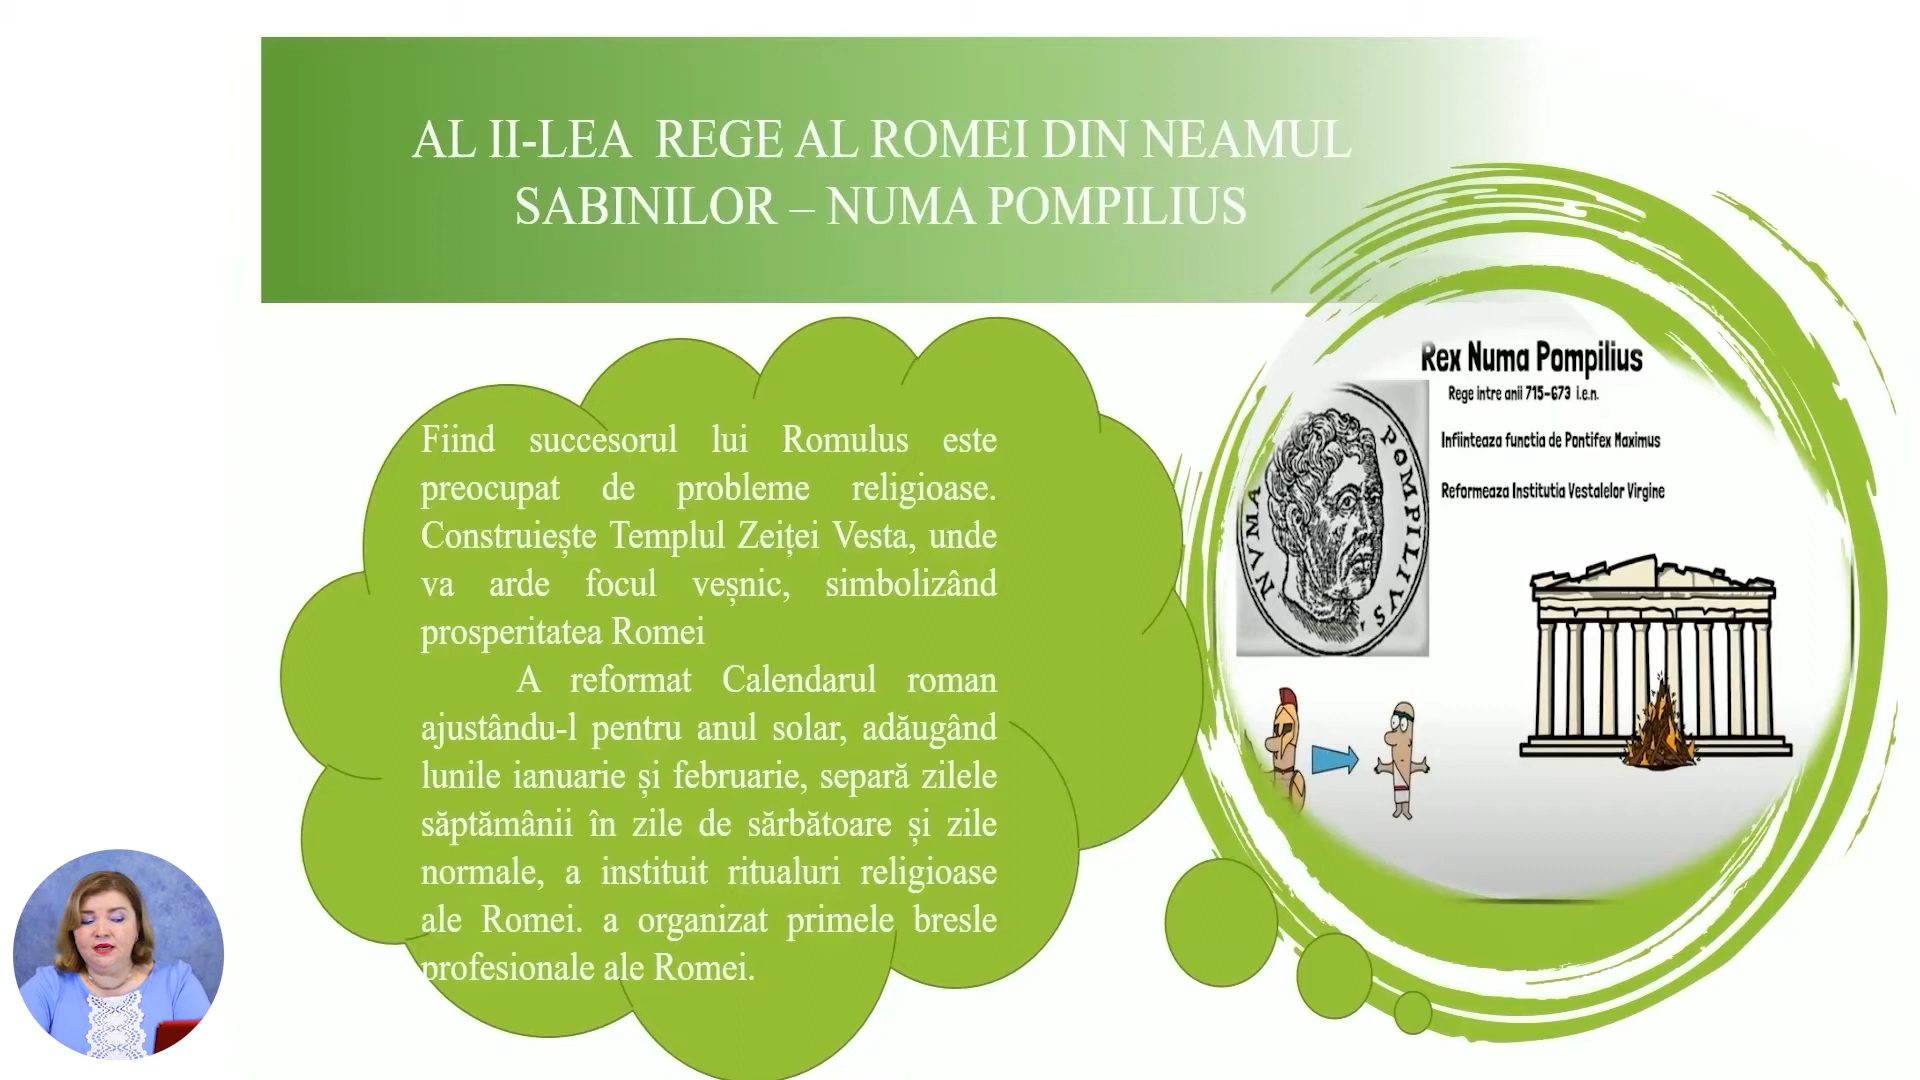 AL II-LEA REGE AL ROMEI DIN NEAMUL
SABINILOR – NUMA POMPILIUS
Fiind succesorul lui Romulus este
preocupat de probleme religioase.
Construiește Templul Zeiței Vesta, unde
va arde focul veșnic, simbolizând
prosperitatea Romei
A reformat Calendarul roman
ajustându-l pentru anul solar, adăugând
lunile ianuarie și februarie, separă zilele
săptămânii în zile de sărbătoare și zile
normale, a instituit ritualuri religioase
ale Romei. a organizat primele bresle
profesionale ale Romei.
Rex Numa Pompilius
Rege intre anii 715-673 i.e.n.
Infiinteaza functia de Pontifex Maximus
Reformeaza Institutia Vestalelor Virgine
NVMA POMPILIVS